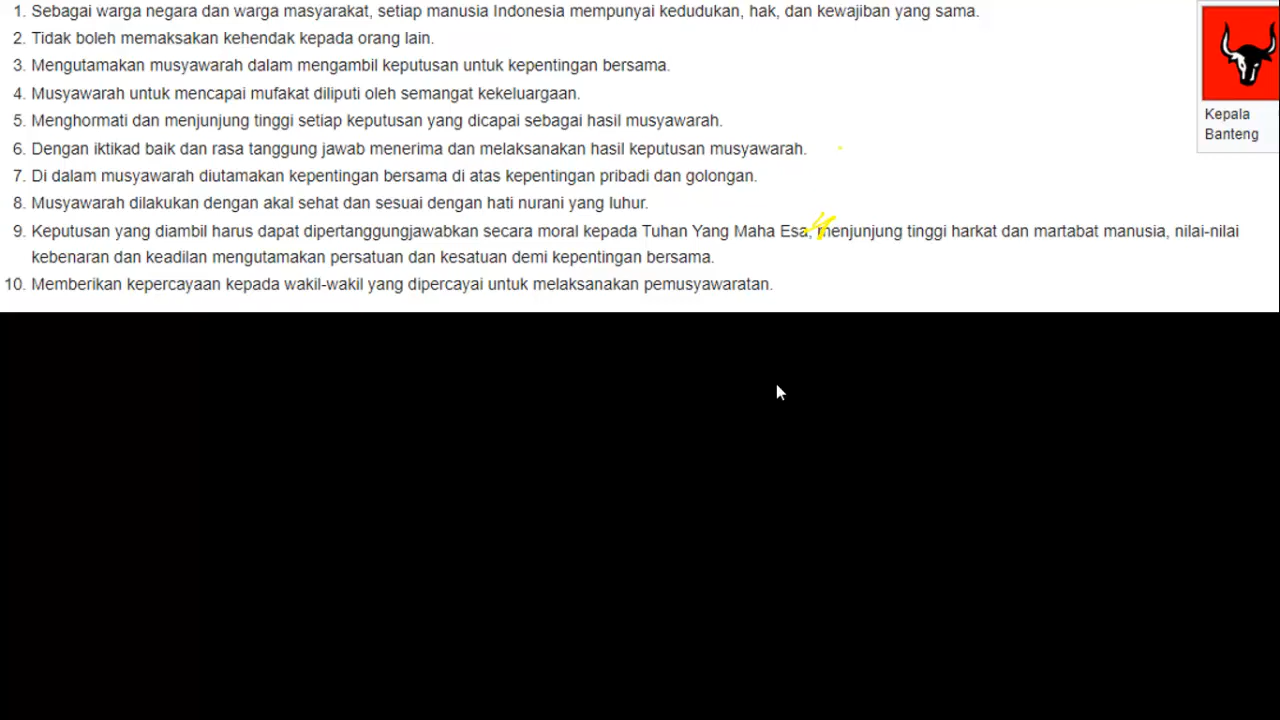 1. Sebagai warga negara dan warga masyarakat, setiap manusia Indonesia mempunyai kedudukan, hak, dan kewajiban yang sama.
2. Tidak boleh memaksakan kehendak kepada orang lain.
3. Mengutamakan musyawarah dalam mengambil keputusan untuk kepentingan bersama.
4. Musyawarah untuk mencapai mufakat diliputi oleh semangat kekeluargaan.
5. Menghormati dan menjunjung tinggi setiap keputusan yang dicapai sebagai hasil musyawarah.
6. Dengan iktikad baik dan rasa tanggung jawab menerima dan melaksanakan hasil keputusan musyawarah.
7. Di dalam musyawarah diutamakan kepentingan bersama di atas kepentingan pribadi dan golongan.
8. Musyawarah dilakukan dengan akal sehat dan sesuai dengan hati nurani yang luhur.
9. Keputusan yang diambil harus dapat dipertanggungjawabkan secara moral kepada Tuhan Yang Maha Esa, menjunjung tinggi harkat dan martabat manusia, nilai-nilai
kebenaran dan keadilan mengutamakan persatuan dan kesatuan demi kepentingan bersama.
10. Memberikan kepercayaan kepada wakil-wakil yang dipercayai untuk melaksanakan pemusyawaratan.
Kepala
Banteng